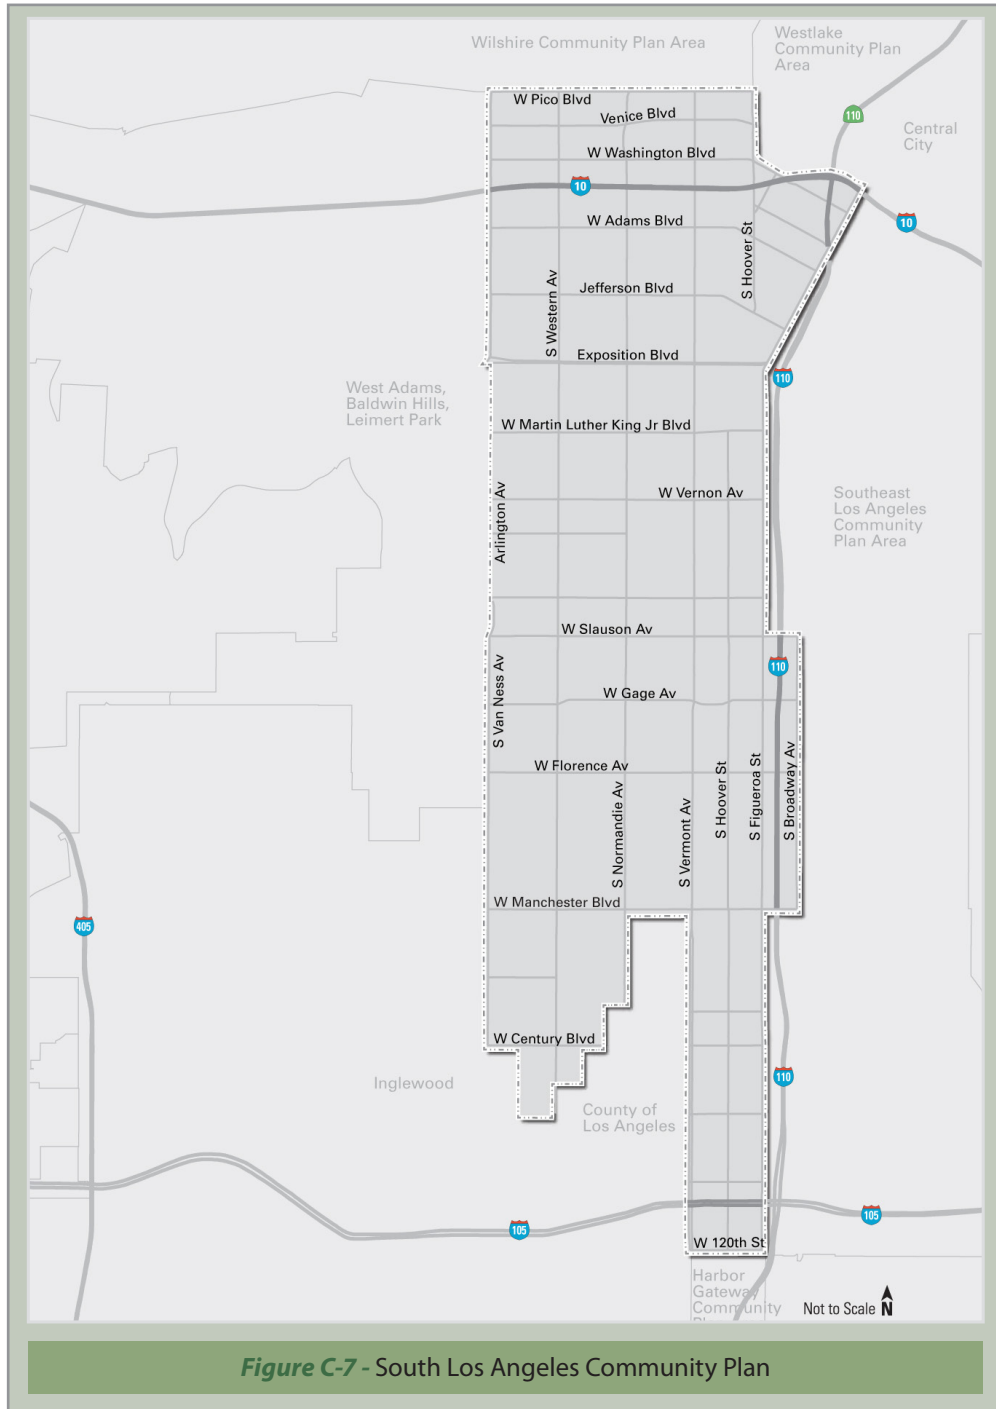 Wilshire Community Plan Area
Westlake
Community Plan
Area
W Pico Blvd
Venice Blvd
110
Central
City
W Washington Blvd
10
W Adams Blvd
10
S Hoover St
S Western Av
Jefferson Blvd
Exposition Blvd
110
West Adams,
Baldwin Hills,
Leimert Park
W Martin Luther King Jr Blvd
Arlington Av
W Vernon Av
Southeast
Los Angeles
Community
Plan Area
W Slauson Av
110
S Van Ness Av
W Gage Av
W Florence Av
S Normandie Av
S Vermont Av
S Hoover St
S Figueroa St
S Broadway Av
W Manchester Blvd
405
W Century Blvd
Inglewood
110
County of
Los Angeles
105
105
W 120th St
Harbor
Gateway
Community
Not to Scale N
Figure C-7 - South Los Angeles Community Plan